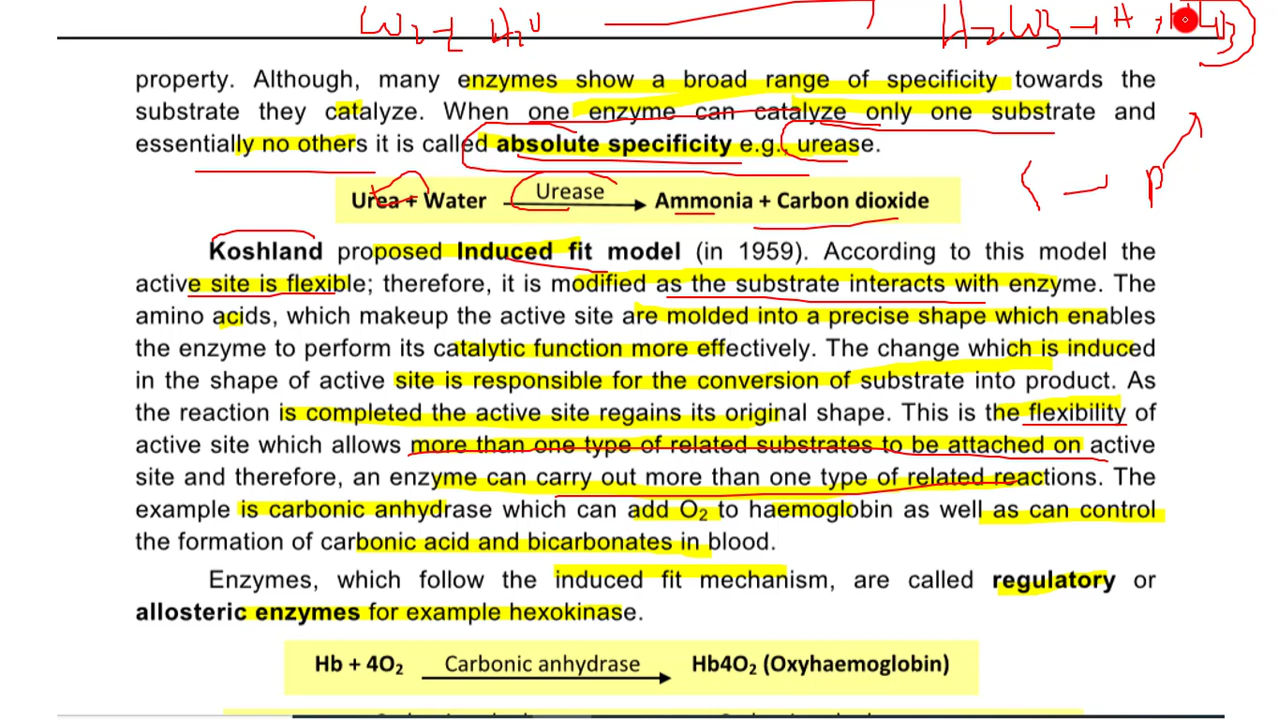 CO2 + H2O H2CO3 → H+, HCO3
property. Although, many enzymes show a broad range of specificity towards the
substrate they catalyze. When one enzyme can catalyze only one substrate and
essentially no others it is called absolute specificity e.g., urease.
Urea + Water Urease Ammonia + Carbon dioxide
Koshland proposed Induced fit model (in 1959). According to this model the
active site is flexible; therefore, it is modified as the substrate interacts with enzyme. The
amino acids, which makeup the active site are molded into a precise shape which enables
the enzyme to perform its catalytic function more effectively. The change which is induced
in the shape of active site is responsible for the conversion of substrate into product. As
the reaction is completed the active site regains its original shape. This is the flexibility of
active site which allows more than one type of related substrates to be attached on active
site and therefore, an enzyme can carry out more than one type of related reactions. The
example is carbonic anhydrase which can add O₂ to haemoglobin as well as can control
the formation of carbonic acid and bicarbonates in blood.
Enzymes, which follow the induced fit mechanism, are called regulatory or
allosteric enzymes for example hexokinase.
Hb + 4O₂ Carbonic anhydrase Hb4O₂ (Oxyhaemoglobin)